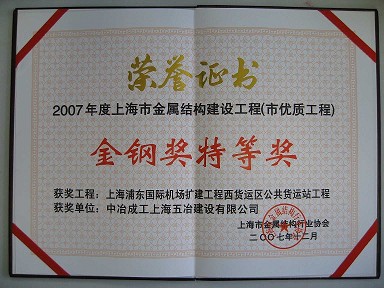 荣誉证书
2007年度上海市金属结构建设工程(市优质工程)
金钢奖特等奖
获奖工程：上海浦东国际机场扩建工程西货运区公共货运站工程
获奖单位：中冶成工上海五冶建设有限公司
上海市金属结构行业协会
二〇〇七年十二月